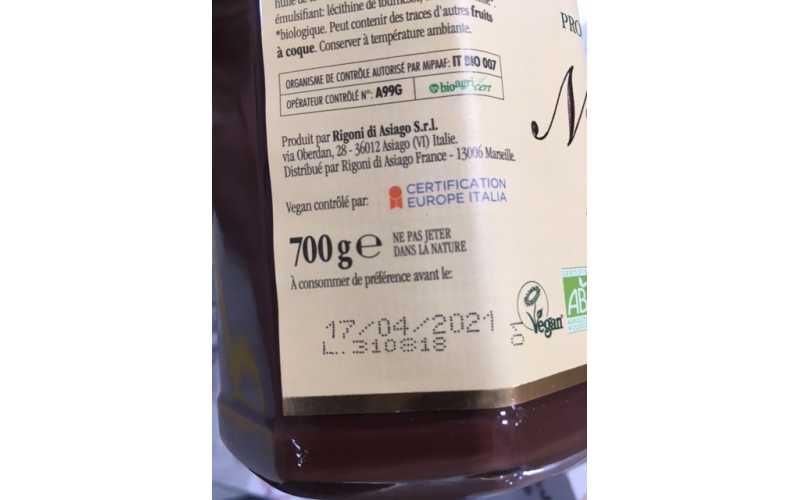 huile de
émulsifiant: lécithine de tournesol,
*biologique. Peut contenir des traces d'autres fruits
à coque. Conserver à température ambiante.
ORGANISME DE CONTRÔLE AUTORISÉ PAR MiPAAF: IT BIO 007
OPÉRATEUR CONTRÔLÉ N°: A99G
bioagricert
Produit par Rigoni di Asiago S.r.l.
via Oberdan, 28 - 36012 Asiago (VI) Italie.
Distribué par Rigoni di Asiago France - 13006 Marseille.
Vegan contrôlé par:
CERTIFICATION
EUROPE ITALIA
700 g e
NE PAS JETER
DANS LA NATURE
À consommer de préférence avant le:
17/04/2021
L. 310818
01
Vegan
AB
PRO
N